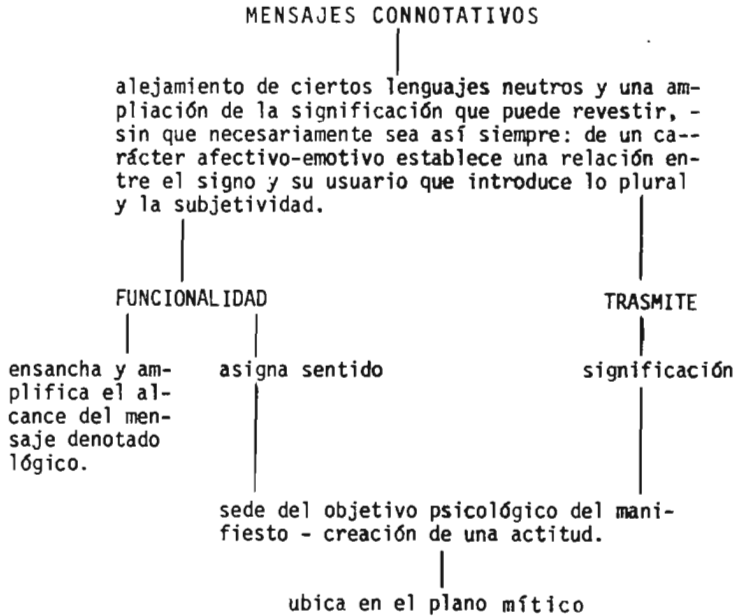 MENSAJES CONNOTATIVOS
alejamiento de ciertos lenguajes neutros y una am-
pliación de la significación que puede revestir, -
sin que necesariamente sea así siempre: de un ca--
rácter afectivo-emotivo establece una relación en-
tre el signo y su usuario que introduce lo plural
y la subjetividad.
FUNCIONALIDAD
TRASMITE
ensancha y am-
plifica el al-
cance del men-
saje denotado
lógico.
asigna sentido
significación
sede del objetivo psicológico del mani-
fiesto - creación de una actitud.
ubica en el plano mítico